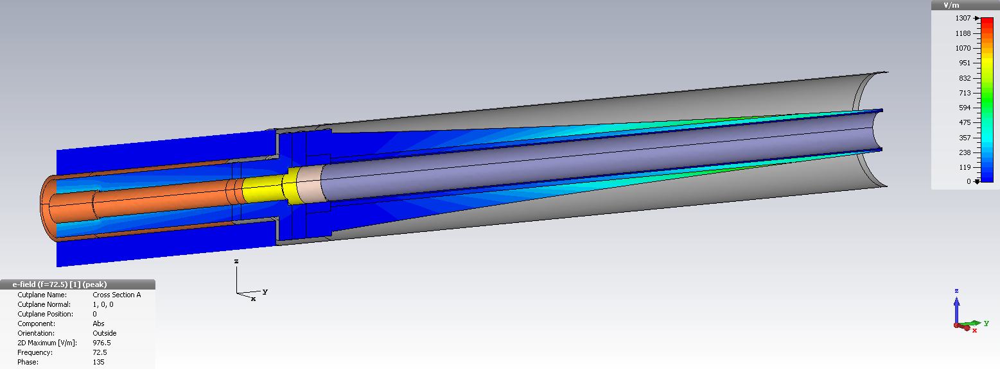 V/m
1307
1188
1070
951
832
713
594
475
357
238
119
0
z
y
x
e-field (f=72.5) [1] (peak)
Cutplane Name: Cross Section A
Cutplane Normal: 1, 0, 0
Cutplane Position: 0
Component: Abs
Orientation: Outside
2D Maximum [V/m]: 976.5
Frequency: 72.5
Phase: 135
z
y
x